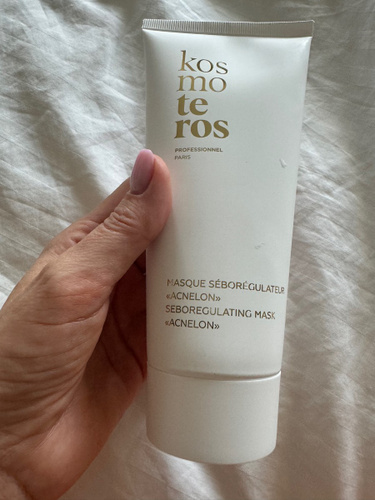 kos
mo
te
ros
PROFESSIONNEL
PARIS
MASQUE SÉBORÉGULATEUR
«ACNELON»
SEBOREGULATING MASK
«ACNELON»